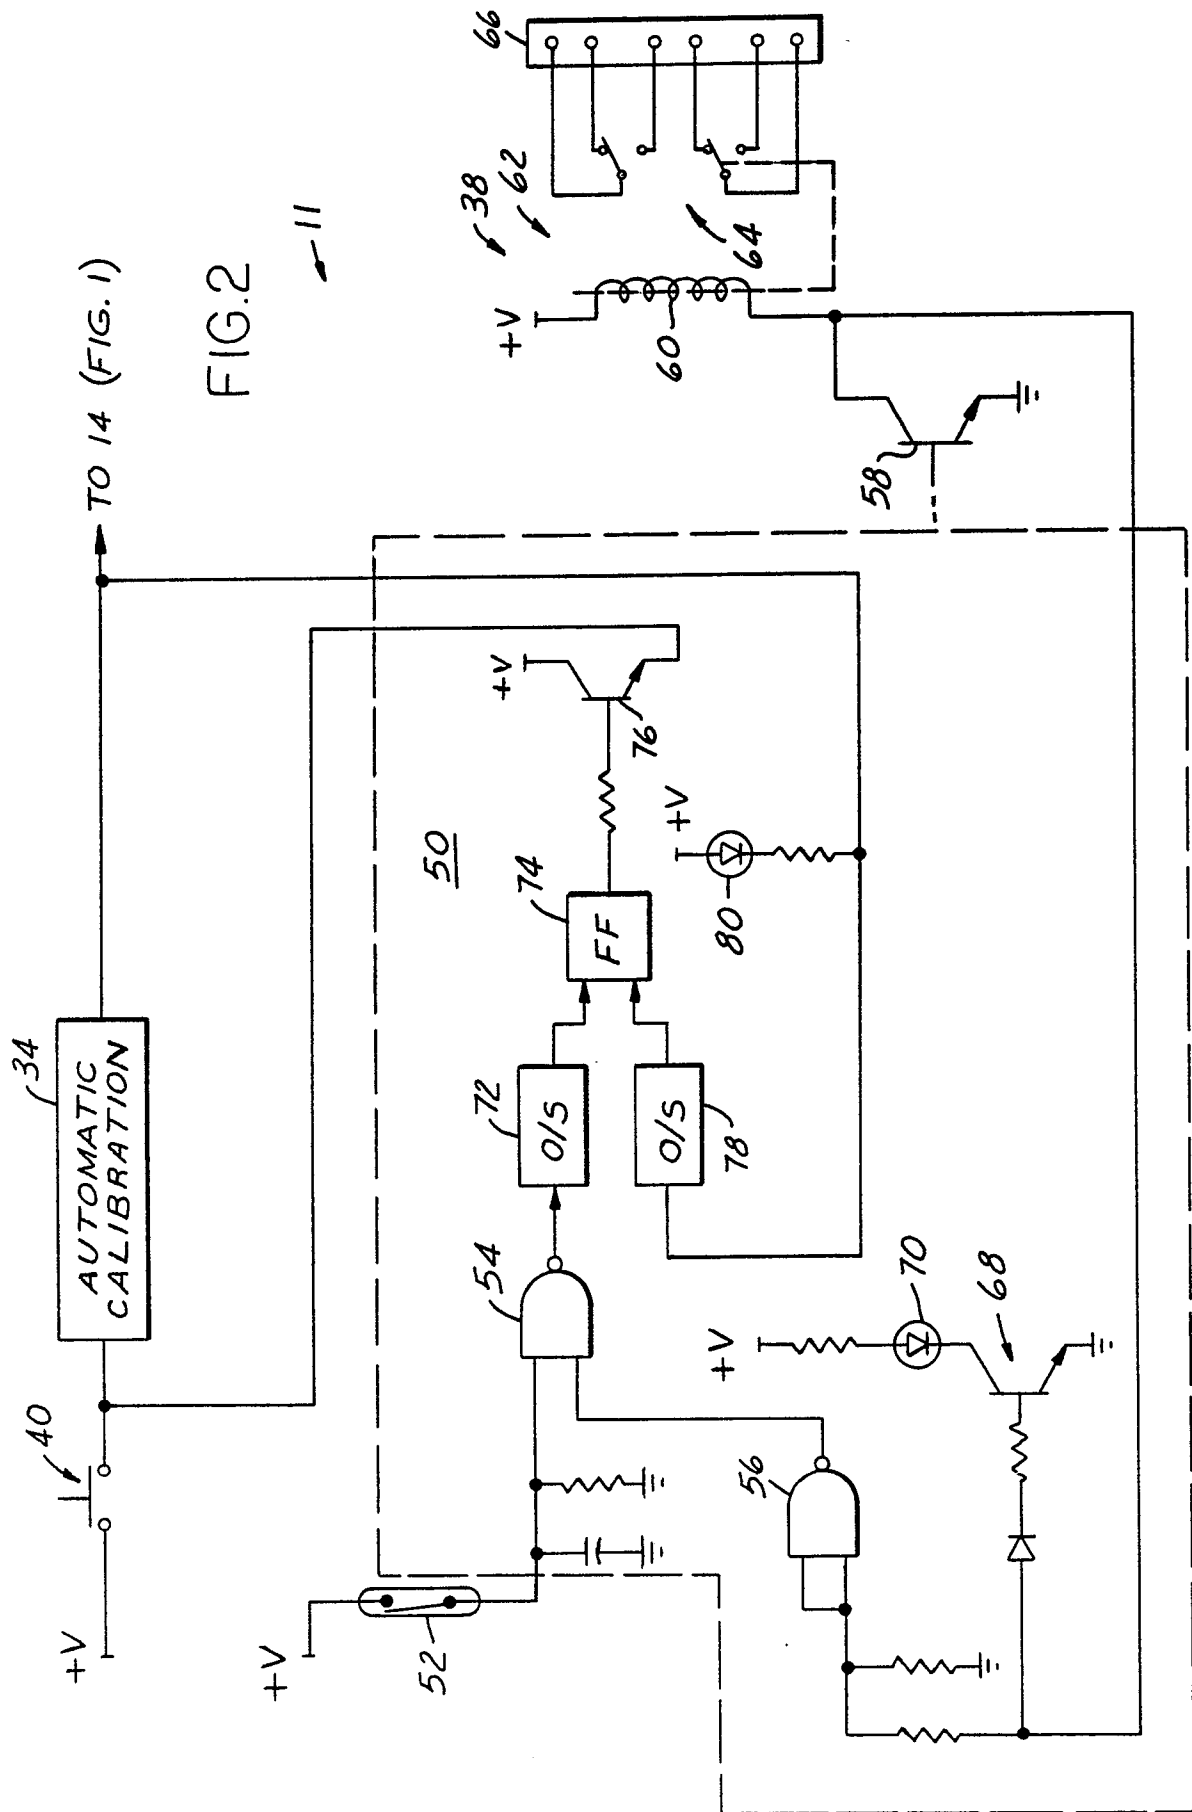 +V
40
34
AUTOMATIC
CALIBRATION
TO 14 (FIG. 1)
FIG.2
11
+V
52
54
72
O/S
74
FF
50
+V
76
78
O/S
80
+V
56
+V
70
68
58
+V
60
38
62
64
66